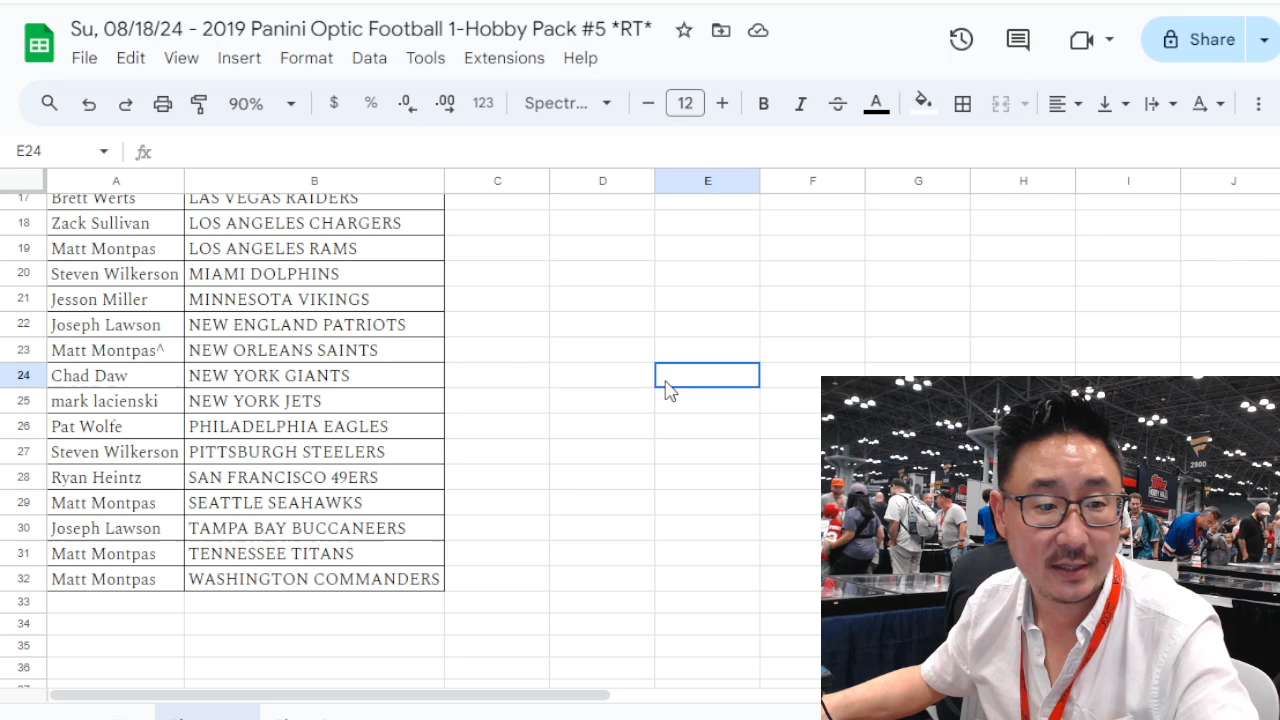 Su, 08/18/24 - 2019 Panini Optic Football 1-Hobby Pack #5 *RT*
File Edit View Insert Format Data Tools Extensions Help
Share
90% $ % .0 .00 123 Spectr... 12 B I A
E24 fx
A B C D E F G H I J
17 Brett Werts LAS VEGAS RAIDERS
18 Zack Sullivan LOS ANGELES CHARGERS
19 Matt Montpas LOS ANGELES RAMS
20 Steven Wilkerson MIAMI DOLPHINS
21 Jesson Miller MINNESOTA VIKINGS
22 Joseph Lawson NEW ENGLAND PATRIOTS
23 Matt Montpas^ NEW ORLEANS SAINTS
24 Chad Daw NEW YORK GIANTS
25 mark lacienski NEW YORK JETS
26 Pat Wolfe PHILADELPHIA EAGLES
27 Steven Wilkerson PITTSBURGH STEELERS
28 Ryan Heintz SAN FRANCISCO 49ERS
29 Matt Montpas SEATTLE SEAHAWKS
30 Joseph Lawson TAMPA BAY BUCCANEERS
31 Matt Montpas TENNESSEE TITANS
32 Matt Montpas WASHINGTON COMMANDERS
33
34
35
36
2900
topps